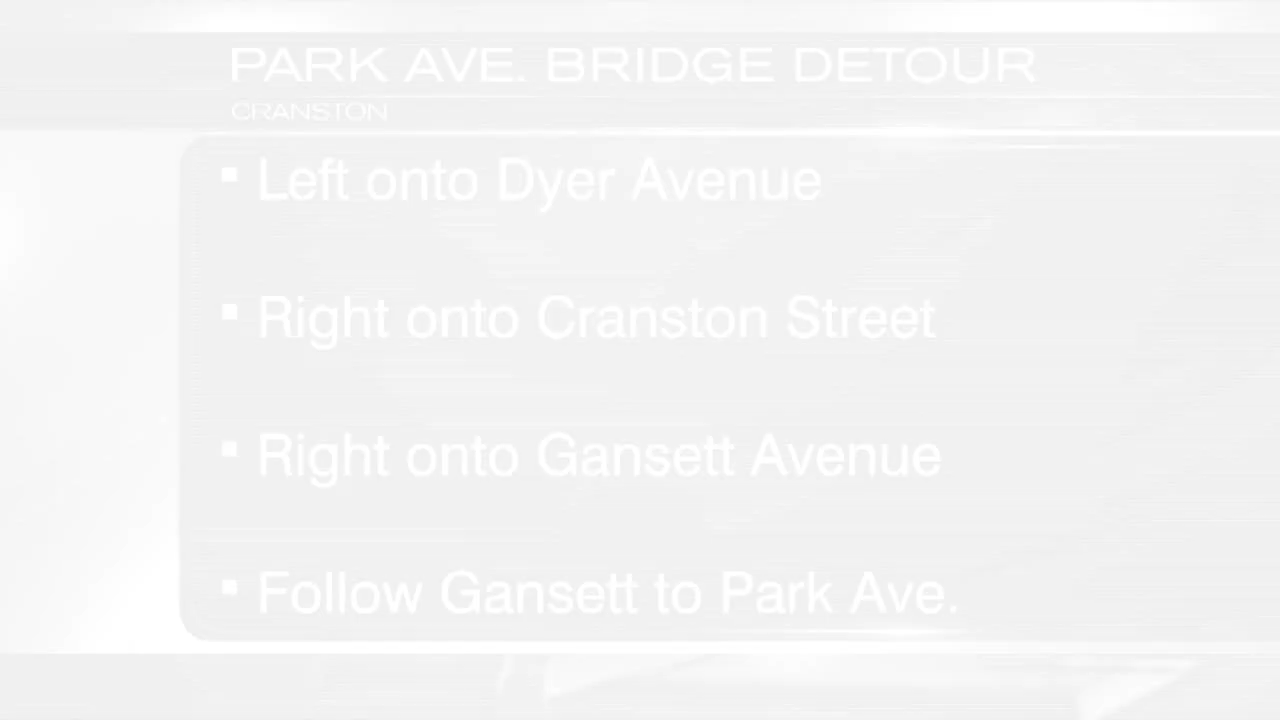 PARK AVE. BRIDGE DETOUR
CRANSTON
▪ Left onto Dyer Avenue
▪ Right onto Cranston Street
▪ Right onto Gansett Avenue
▪ Follow Gansett to Park Ave.